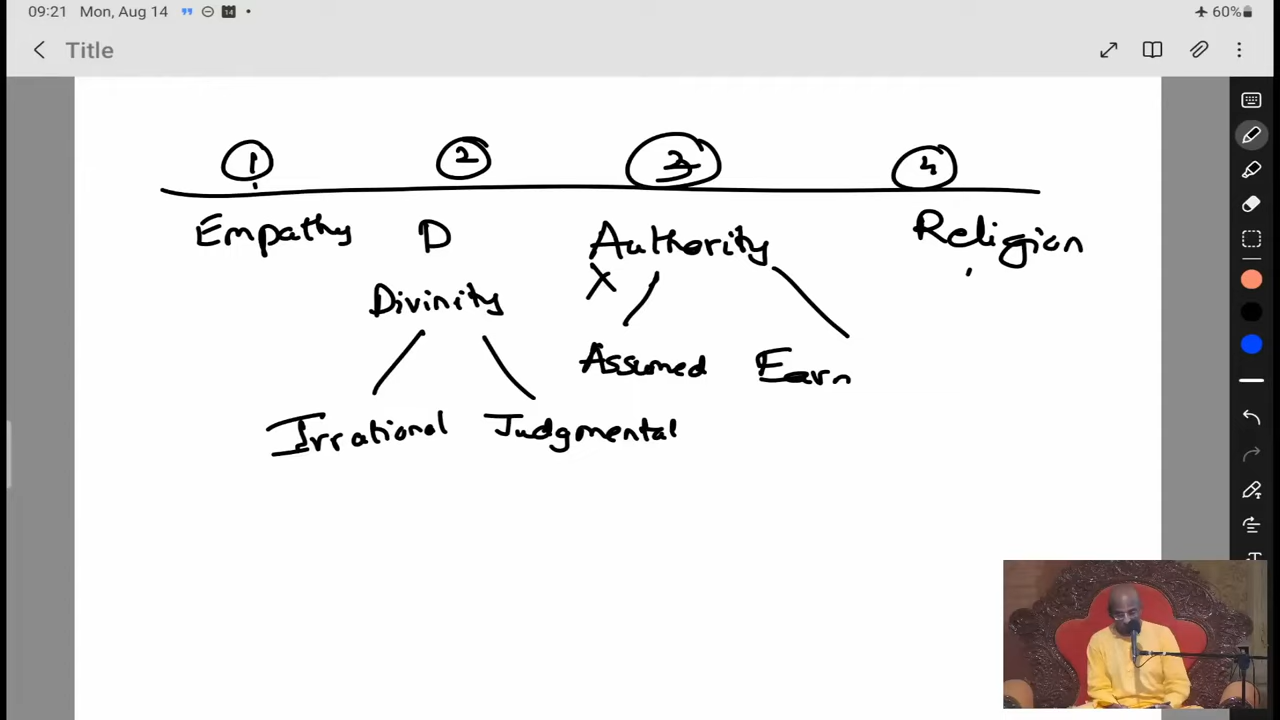 09:21 Mon, Aug 14
60%
Title
1 2 3 4
Empathy D Authority Religion
Divinity X
Assumed Earn
Irrational Judgmental